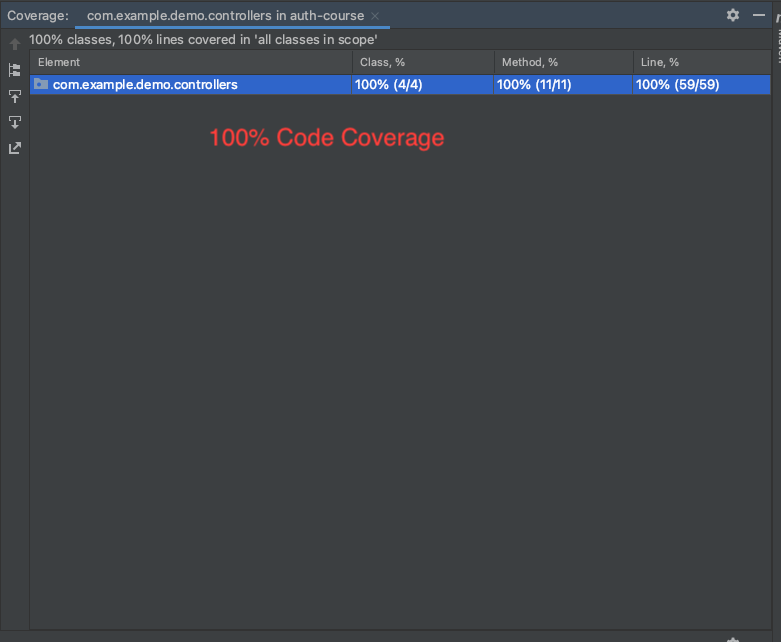 Coverage: com.example.demo.controllers in auth-course
100% classes, 100% lines covered in 'all classes in scope'
Element Class, % Method, % Line, %
com.example.demo.controllers 100% (4/4) 100% (11/11) 100% (59/59)
100% Code Coverage